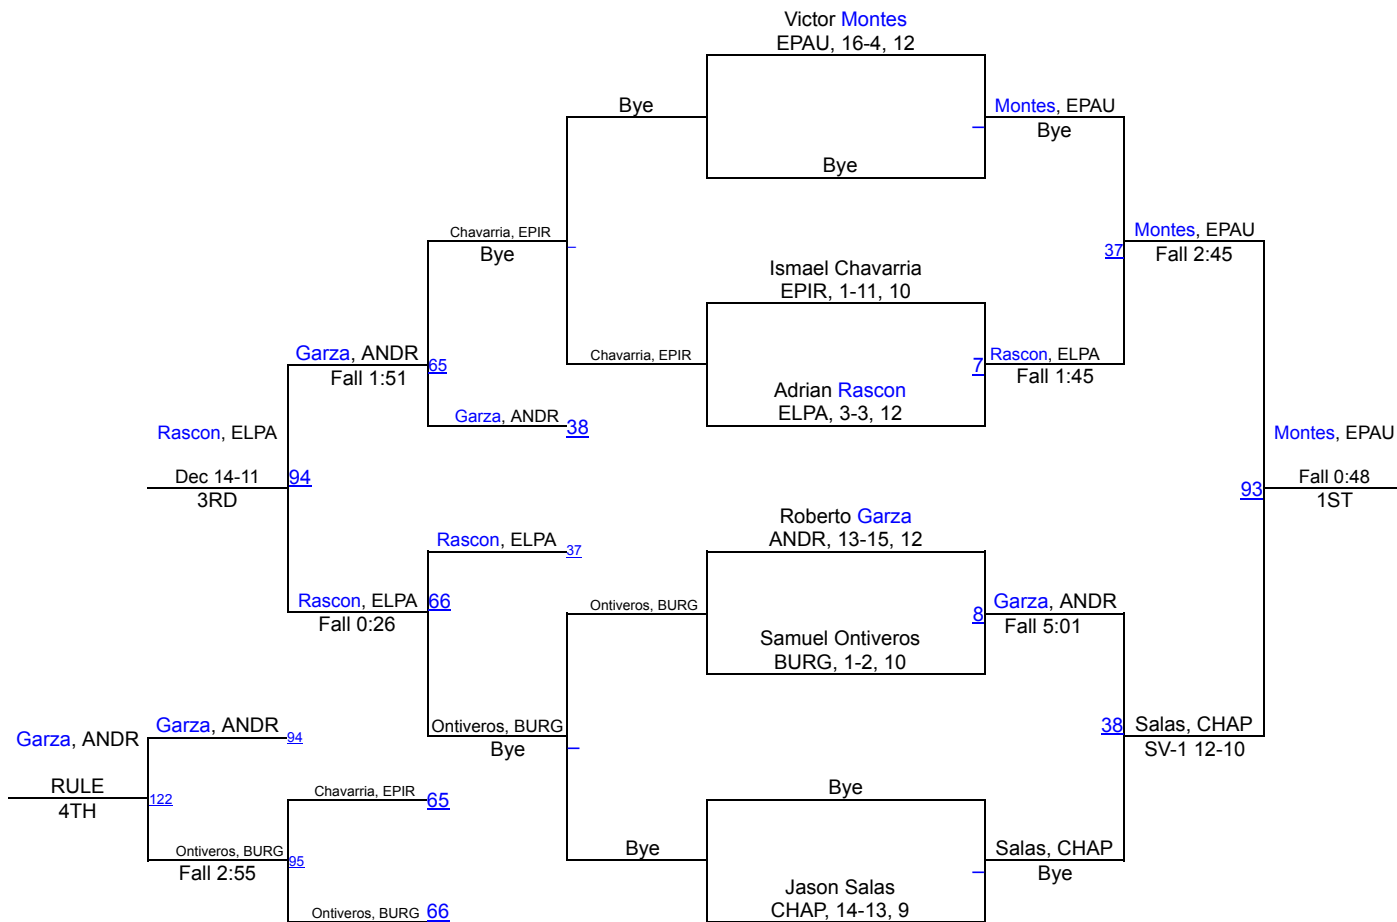 Victor Montes
EPAU, 16-4, 12
Bye
Montes, EPAU
Bye
Bye
Chavarria, EPIR
Bye
Montes, EPAU
37
Fall 2:45
Ismael Chavarria
EPIR, 1-11, 10
Chavarria, EPIR
7
Rascon, ELPA
Fall 1:45
Garza, ANDR
65
Fall 1:51
Adrian Rascon
ELPA, 3-3, 12
Garza, ANDR
38
Rascon, ELPA
Dec 14-11
94
3RD
Montes, EPAU
Fall 0:48
93
1ST
Roberto Garza
ANDR, 13-15, 12
Rascon, ELPA
37
Rascon, ELPA
66
Fall 0:26
Ontiveros, BURG
8
Garza, ANDR
Fall 5:01
Samuel Ontiveros
BURG, 1-2, 10
Ontiveros, BURG
Bye
38
Salas, CHAP
SV-1 12-10
Garza, ANDR
Garza, ANDR
94
RULE
122
4TH
Chavarria, EPIR
65
Bye
Ontiveros, BURG
95
Fall 2:55
Bye
Salas, CHAP
Bye
Jason Salas
CHAP, 14-13, 9
Ontiveros, BURG
66